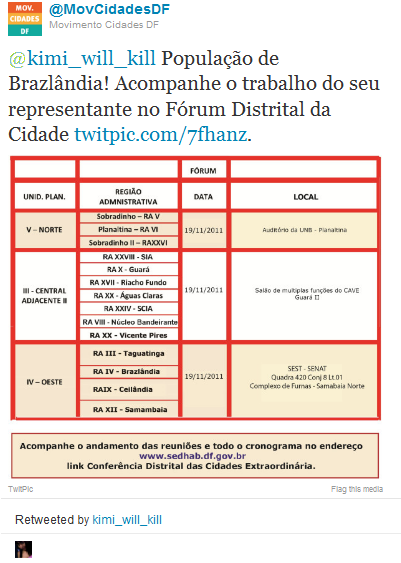 MOV.
CIDADES
DF
@MovCidadesDF
Movimento Cidades DF
@kimi_will_kill População de
Brazlândia! Acompanhe o trabalho do seu
representante no Fórum Distrital da
Cidade twitpic.com/7fhanz.
FÓRUM
UNID. PLAN.
REGIÃO
ADMNISTRATIVA
DATA
LOCAL
V – NORTE
Sobradinho – RA V
Planaltina – RA VI
Sobradinho II – RAXXVI
19/11/2011
Auditório da UNB - Planaltina
III - CENTRAL
ADJACENTE II
RA XXVIII - SIA
RA X - Guará
RA XVII - Riacho Fundo
RA XX - Águas Claras
RA XXIV - SCIA
RA VIII - Núcleo Bandeirante
RA XX - Vicente Pires
19/11/2011
Salão de multiplas funções do CAVE
Guará II
IV – OESTE
RA III - Taguatinga
RA IV - Brazlândia
RAIX - Ceilândia
RA XII - Samambaia
19/11/2011
SEST - SENAT
Quadra 420 Conj 8 Lt.01
Complexo de Furnas - Samabaia Norte
Acompanhe o andamento das reuniões e todo o cronograma no endereço
www.sedhab.df.gov.br
link Conferência Distrital das Cidades Extraordinária.
TwitPic
Flag this media
Retweeted by kimi_will_kill